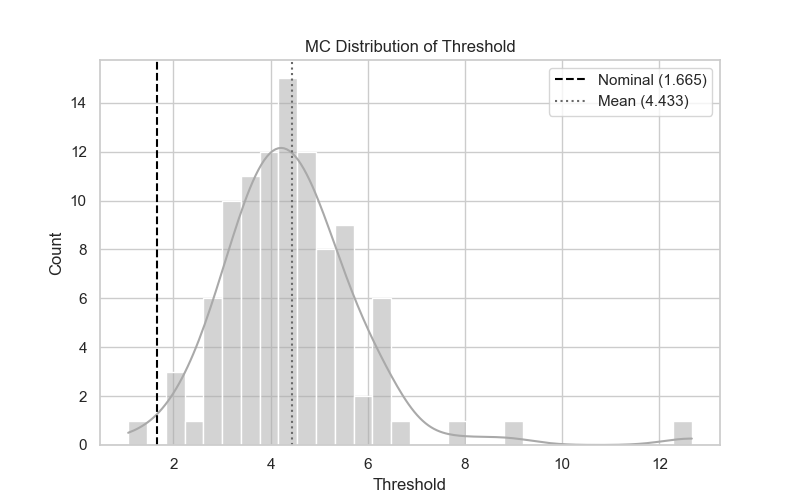 MC Distribution of Threshold
Nominal (1.665)
Mean (4.433)
Count
14
12
10
8
6
4
2
0
2
4
6
8
10
12
Threshold